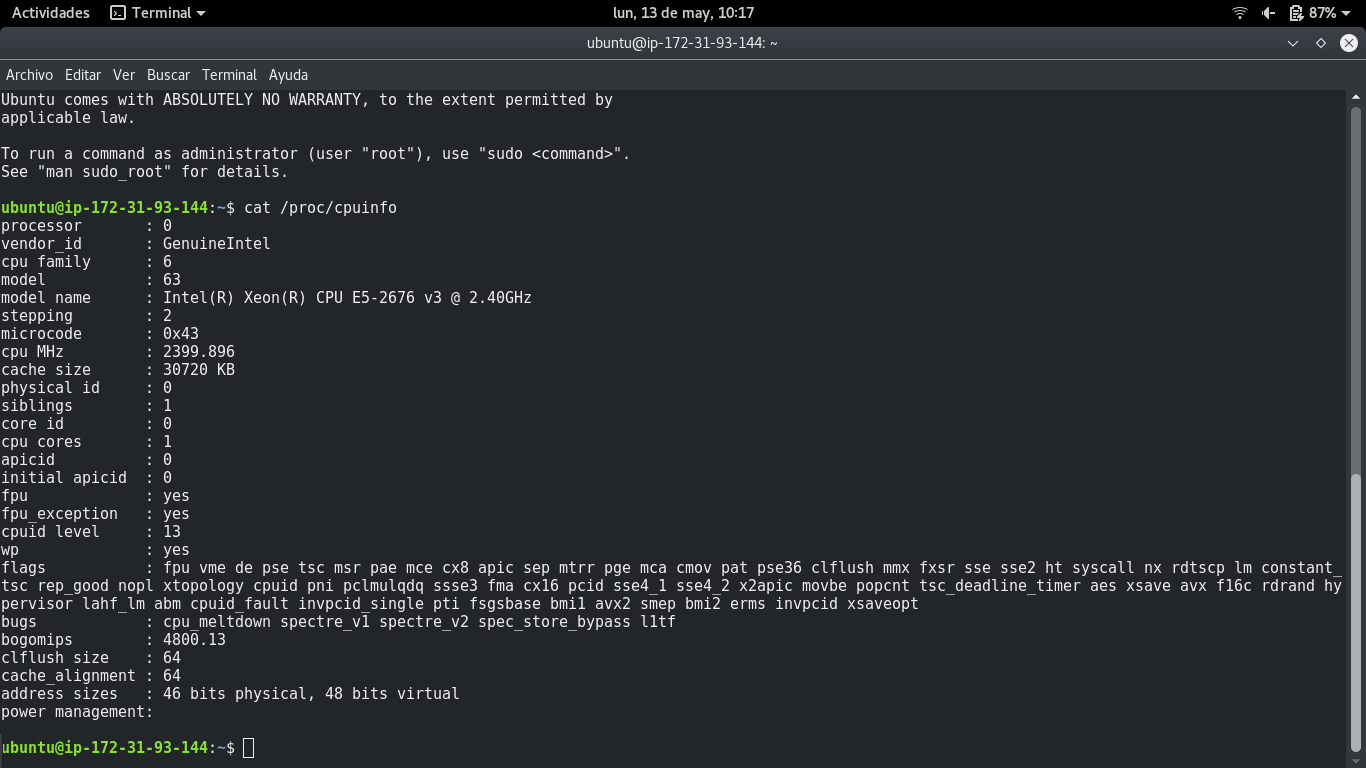 Actividades Terminal lun, 13 de may, 10:17 87%
ubuntu@ip-172-31-93-144: ~
Archivo Editar Ver Buscar Terminal Ayuda
Ubuntu comes with ABSOLUTELY NO WARRANTY, to the extent permitted by
applicable law.
To run a command as administrator (user "root"), use "sudo <command>".
See "man sudo_root" for details.
ubuntu@ip-172-31-93-144:~$ cat /proc/cpuinfo
processor : 0
vendor_id : GenuineIntel
cpu family : 6
model : 63
model name : Intel(R) Xeon(R) CPU E5-2676 v3 @ 2.40GHz
stepping : 2
microcode : 0x43
cpu MHz : 2399.896
cache size : 30720 KB
physical id : 0
siblings : 1
core id : 0
cpu cores : 1
apicid : 0
initial apicid : 0
fpu : yes
fpu_exception : yes
cpuid level : 13
wp : yes
flags : fpu vme de pse tsc msr pae mce cx8 apic sep mtrr pge mca cmov pat pse36 clflush mmx fxsr sse sse2 ht syscall nx rdtscp lm constant_
tsc rep_good nopl xtopology cpuid pni pclmulqdq ssse3 fma cx16 pcid sse4_1 sse4_2 x2apic movbe popcnt tsc_deadline_timer aes xsave avx f16c rdrand hy
pervisor lahf_lm abm cpuid_fault invpcid_single pti fsgsbase bmi1 avx2 smep bmi2 erms invpcid xsaveopt
bugs : cpu_meltdown spectre_v1 spectre_v2 spec_store_bypass l1tf
bogomips : 4800.13
clflush size : 64
cache_alignment : 64
address sizes : 46 bits physical, 48 bits virtual
power management:
ubuntu@ip-172-31-93-144:~$